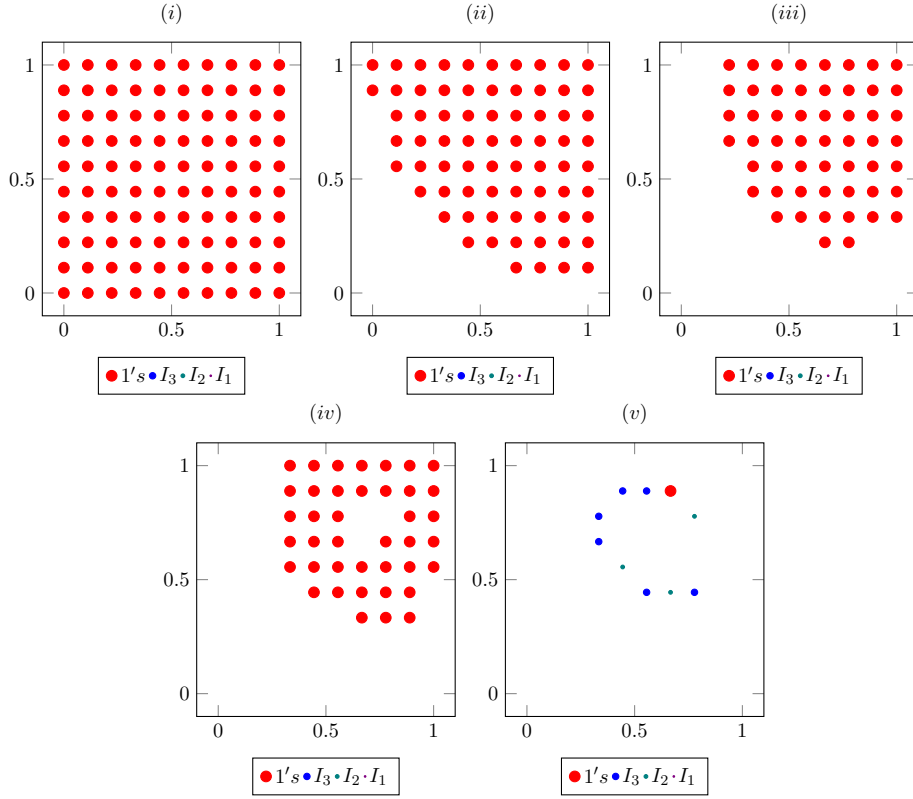 (i) (ii) (iii)
1 1 1
0.5 0.5 0.5
0 0 0
0 0.5 1 0 0.5 1 0 0.5 1
1's I₃ I₂ I₁ 1's I₃ I₂ I₁ 1's I₃ I₂ I₁
(iv) (v)
1 1
0.5 0.5
0 0
0 0.5 1 0 0.5 1
1's I₃ I₂ I₁ 1's I₃ I₂ I₁